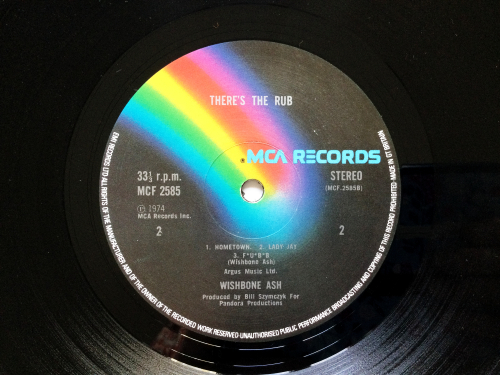 THERE'S THE RUB
MCA RECORDS
33⅓ r.p.m.
STEREO
MCF 2585
(MCF.2585B)
℗ 1974
MCA Records Inc.
2
2
1. HOMETOWN. 2. LADY JAY
3. F*U*B*B
(Wishbone Ash)
Argus Music Ltd.
WISHBONE ASH
Produced by Bill Szymczyk For
Pandora Productions
EMI RECORDS LTD ALL RIGHTS OF THE MANUFACTURER AND OF THE OWNER OF THE RECORDED WORK RESERVED UNAUTHORISED PUBLIC PERFORMANCE BROADCASTING AND COPYING OF THIS RECORD PROHIBITED MADE IN GT BRITAIN